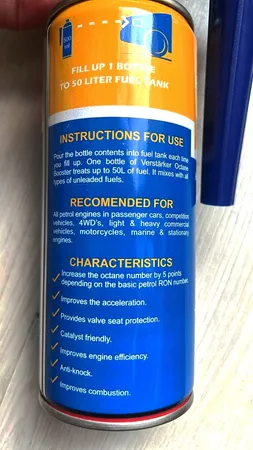 300
ml
FILL UP 1 BOTTLE
TO 50 LITER FUEL TANK
INSTRUCTIONS FOR USE
Pour the bottle contents into fuel tank each time
you fill up. One bottle of Verstärker Octane
Booster treats up to 50L of fuel. It mixes with all
types of unleaded fuels.
RECOMENDED FOR
All petrol engines in passenger cars, competition
vehicles, 4WD's, light & heavy commercial
vehicles, motorcycles, marine & stationary
engines.
CHARACTERISTICS
Increase the octane number by 5 points
depending on the basic petrol RON number
Improves the acceleration.
Provides valve seat protection.
Catalyst friendly.
Improves engine efficiency.
Anti-knock.
Improves combustion.